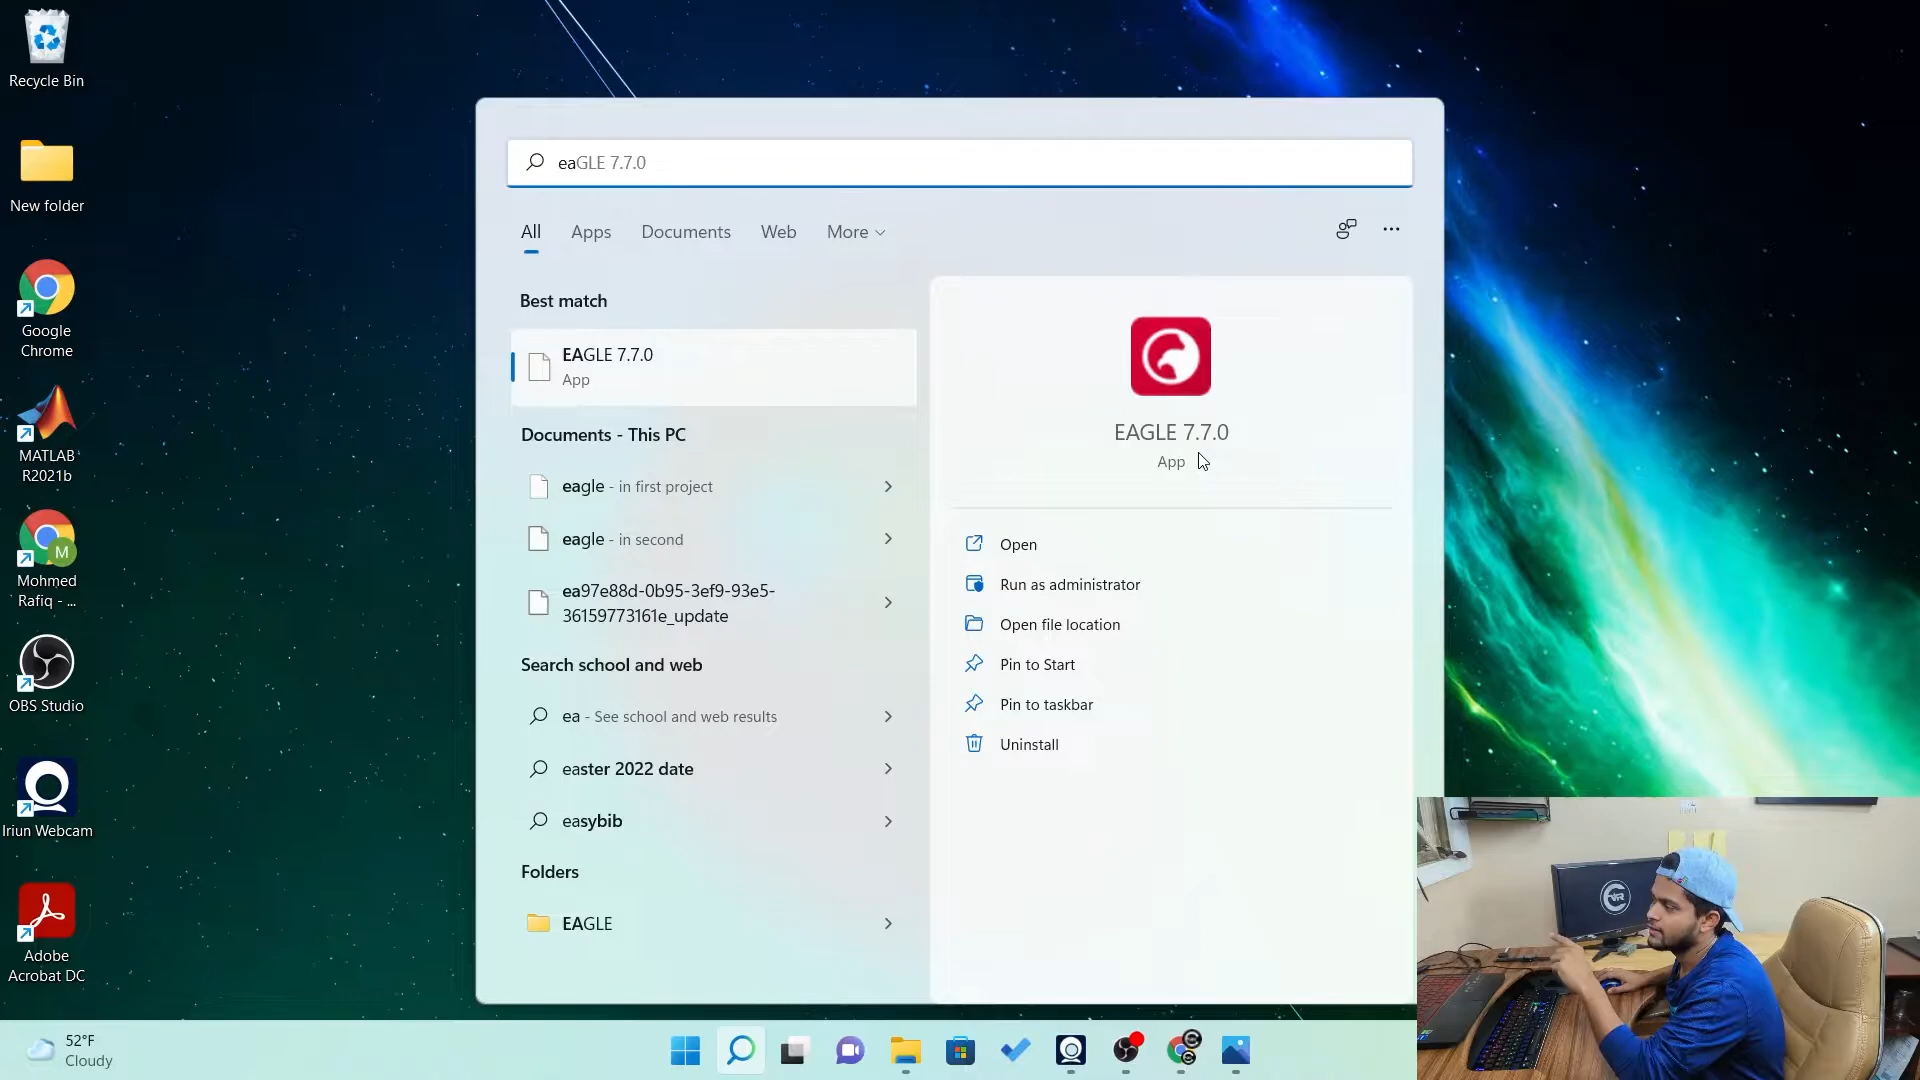 Recycle Bin
New folder
Google
Chrome
MATLAB
R2021b
M
Mohmed
Rafiq - ...
OBS Studio
Iriun Webcam
Adobe
Acrobat DC
eaGLE 7.7.0
All
Apps
Documents
Web
More
Best match
EAGLE 7.7.0
App
Documents - This PC
eagle - in first project
eagle - in second
ea97e88d-0b95-3ef9-93e5-
36159773161e_update
Search school and web
ea - See school and web results
easter 2022 date
easybib
Folders
EAGLE
EAGLE 7.7.0
App
Open
Run as administrator
Open file location
Pin to Start
Pin to taskbar
Uninstall
52°F
Cloudy